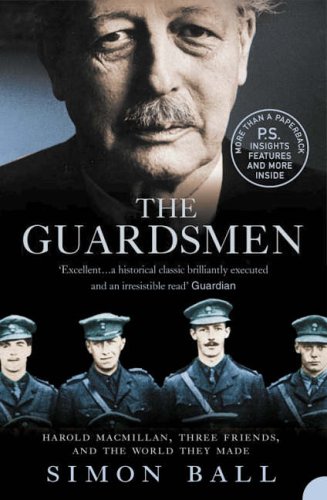 MORE THAN A PAPERBACK
P.S.
INSIGHTS
FEATURES
AND MORE
INSIDE
THE
GUARDSMEN
‘Excellent...a historical classic brilliantly executed
and an irresistible read’ Guardian
HAROLD MACMILLAN, THREE FRIENDS,
AND THE WORLD THEY MADE
SIMON BALL